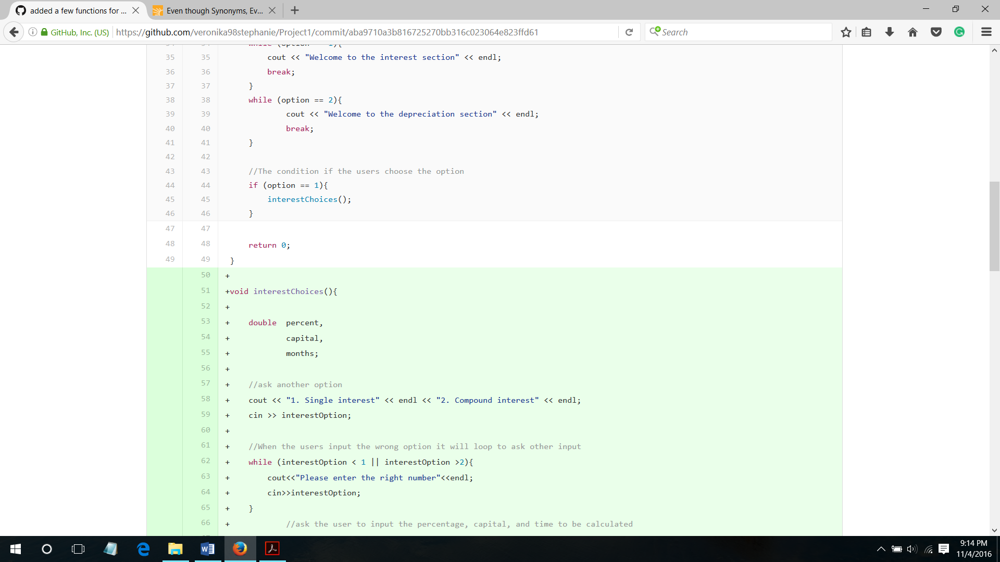 added a few functions for ...
Even though Synonyms, Ev...
GitHub, Inc. (US)
https://github.com/veronika98stephanie/Project1/commit/aba9710a3b816725270bb316c023064e823ffd61
Search
35 35 cout << "Welcome to the interest section" << endl;
36 36 break;
37 37 }
38 38 while (option == 2){
39 39 cout << "Welcome to the depreciation section" << endl;
40 40 break;
41 41 }
42 42
43 43 //The condition if the users choose the option
44 44 if (option == 1){
45 45 interestChoices();
46 46 }
47 47
48 48 return 0;
49 49 }
50 +
51 +void interestChoices(){
52 +
53 + double percent,
54 + capital,
55 + months;
56 +
57 + //ask another option
58 + cout << "1. Single interest" << endl << "2. Compound interest" << endl;
59 + cin >> interestOption;
60 +
61 + //When the users input the wrong option it will loop to ask other input
62 + while (interestOption < 1 || interestOption >2){
63 + cout<<"Please enter the right number"<<endl;
64 + cin>>interestOption;
65 + }
66 + //ask the user to input the percentage, capital, and time to be calculated
9:14 PM
11/4/2016